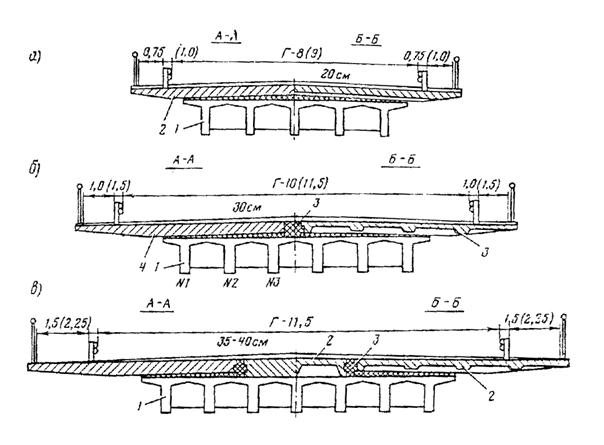 А-А Б-Б
а) 0,75 (1,0) Г-8(9) 0,75 (1,0)
20см
2 1
А-А Б-Б
б) 1,0 (1,5) Г-10(11,5) 1,0 (1,5)
30см 3
4 1 3
N1 N2 N3
в) А-А Б-Б
1,5(2,25) Г-11,5 1,5(2,25)
35-40см 2 3
1 2